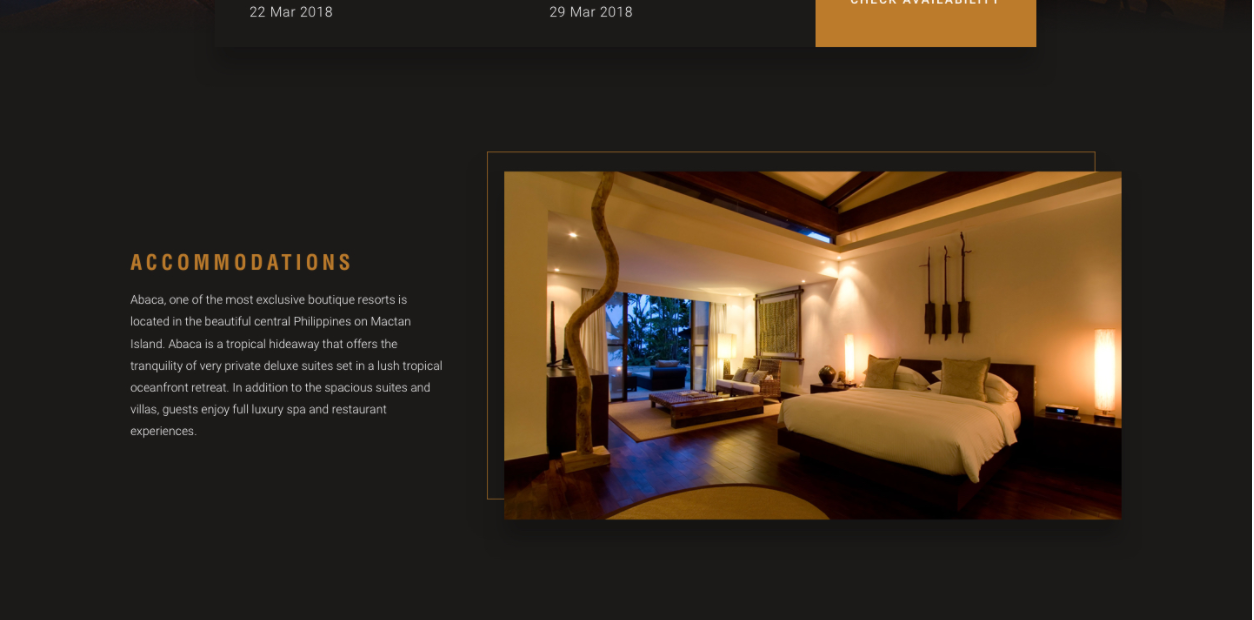 22 Mar 2018
29 Mar 2018
CHECK AVAILABILITY
ACCOMMODATIONS
Abaca, one of the most exclusive boutique resorts is
located in the beautiful central Philippines on Mactan
Island. Abaca is a tropical hideaway that offers the
tranquility of very private deluxe suites set in a lush tropical
oceanfront retreat. In addition to the spacious suites and
villas, guests enjoy full luxury spa and restaurant
experiences.